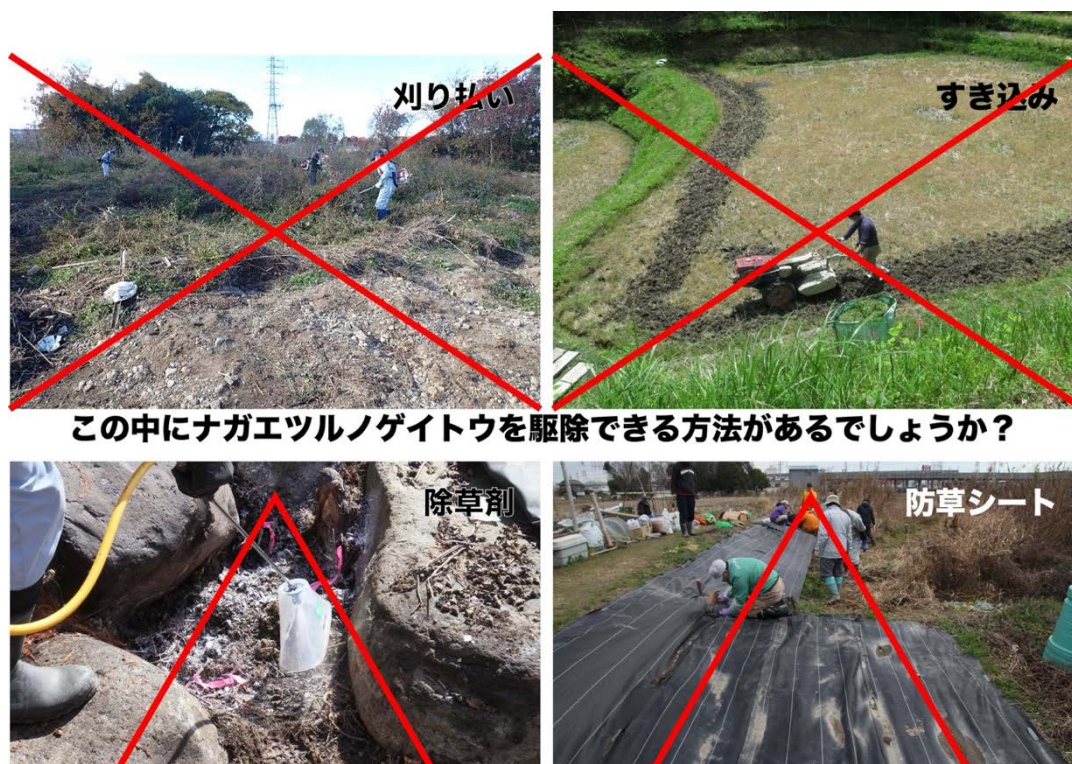 刈り払い
すき込み
この中にナガエツルノゲイトウを駆除できる方法があるでしょうか？
除草剤
防草シート